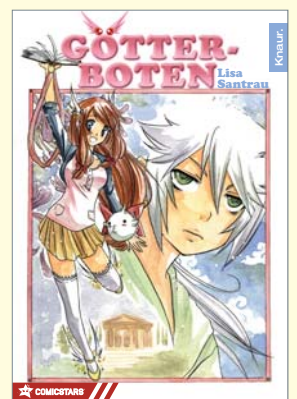 GÖTTER-
BOTEN
Lisa
Santrau
Knaur.
COMICSTARS